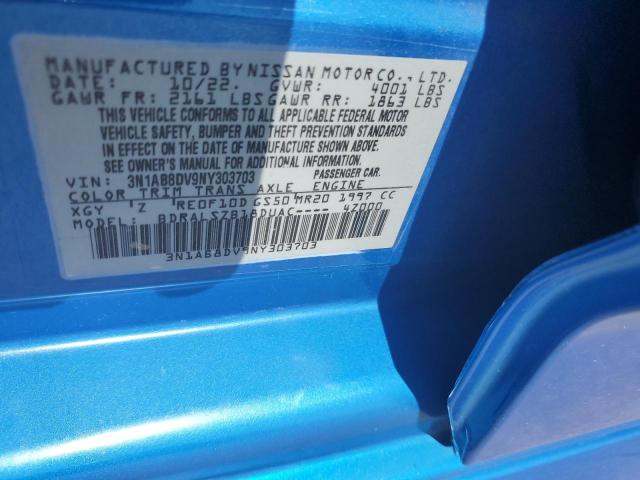 MANUFACTURED BY NISSAN MOTOR CO., LTD.
DATE: 10/22. GVWR: 4001 LBS
GAWR FR: 2161 LBS GAWR RR: 1863 LBS
THIS VEHICLE CONFORMS TO ALL APPLICABLE FEDERAL MOTOR
VEHICLE SAFETY, BUMPER AND THEFT PREVENTION STANDARDS
IN EFFECT ON THE DATE OF MANUFACTURE SHOWN ABOVE.
SEE OWNER'S MANUAL FOR ADDITIONAL INFORMATION.
VIN: 3N1AB8DV9NY303703 PASSENGER CAR.
COLOR TRIM TRANS AXLE ENGINE
XGY Z RE0F10D GS50 MR20 1997 CC
MODEL: BDRALSZB18DUAC---- 4Z000
3N1AB8DV9NY303703